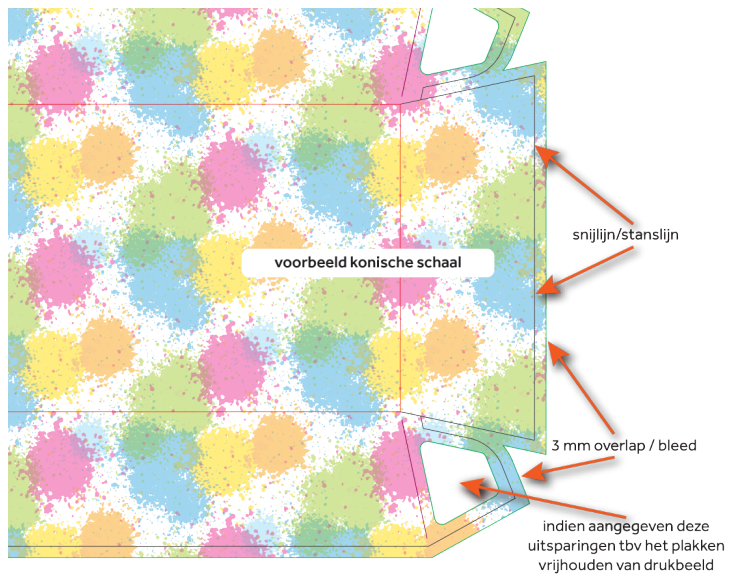 snijlijn/stanslijn
voorbeeld konische schaal
3 mm overlap / bleed
indien aangegeven deze
uitsparingen tbv het plakken
vrijhouden van drukbeeld